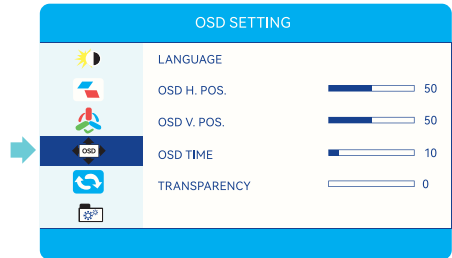 OSD SETTING
LANGUAGE
OSD H. POS. 50
OSD V. POS. 50
OSD
OSD TIME 10
TRANSPARENCY 0